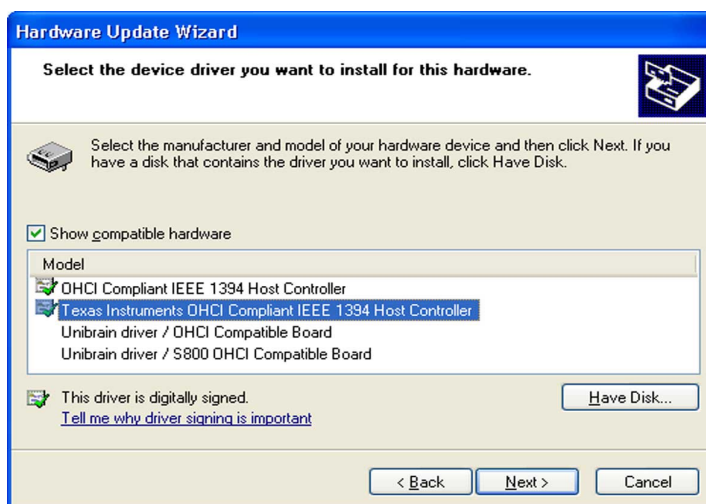 Hardware Update Wizard
Select the device driver you want to install for this hardware.
Select the manufacturer and model of your hardware device and then click Next. If you
have a disk that contains the driver you want to install, click Have Disk.
Show compatible hardware
Model
OHCI Compliant IEEE 1394 Host Controller
Texas Instruments OHCI Compliant IEEE 1394 Host Controller
Unibrain driver / OHCI Compatible Board
Unibrain driver / S800 OHCI Compatible Board
This driver is digitally signed.
Have Disk...
Tell me why driver signing is important
< Back Next > Cancel